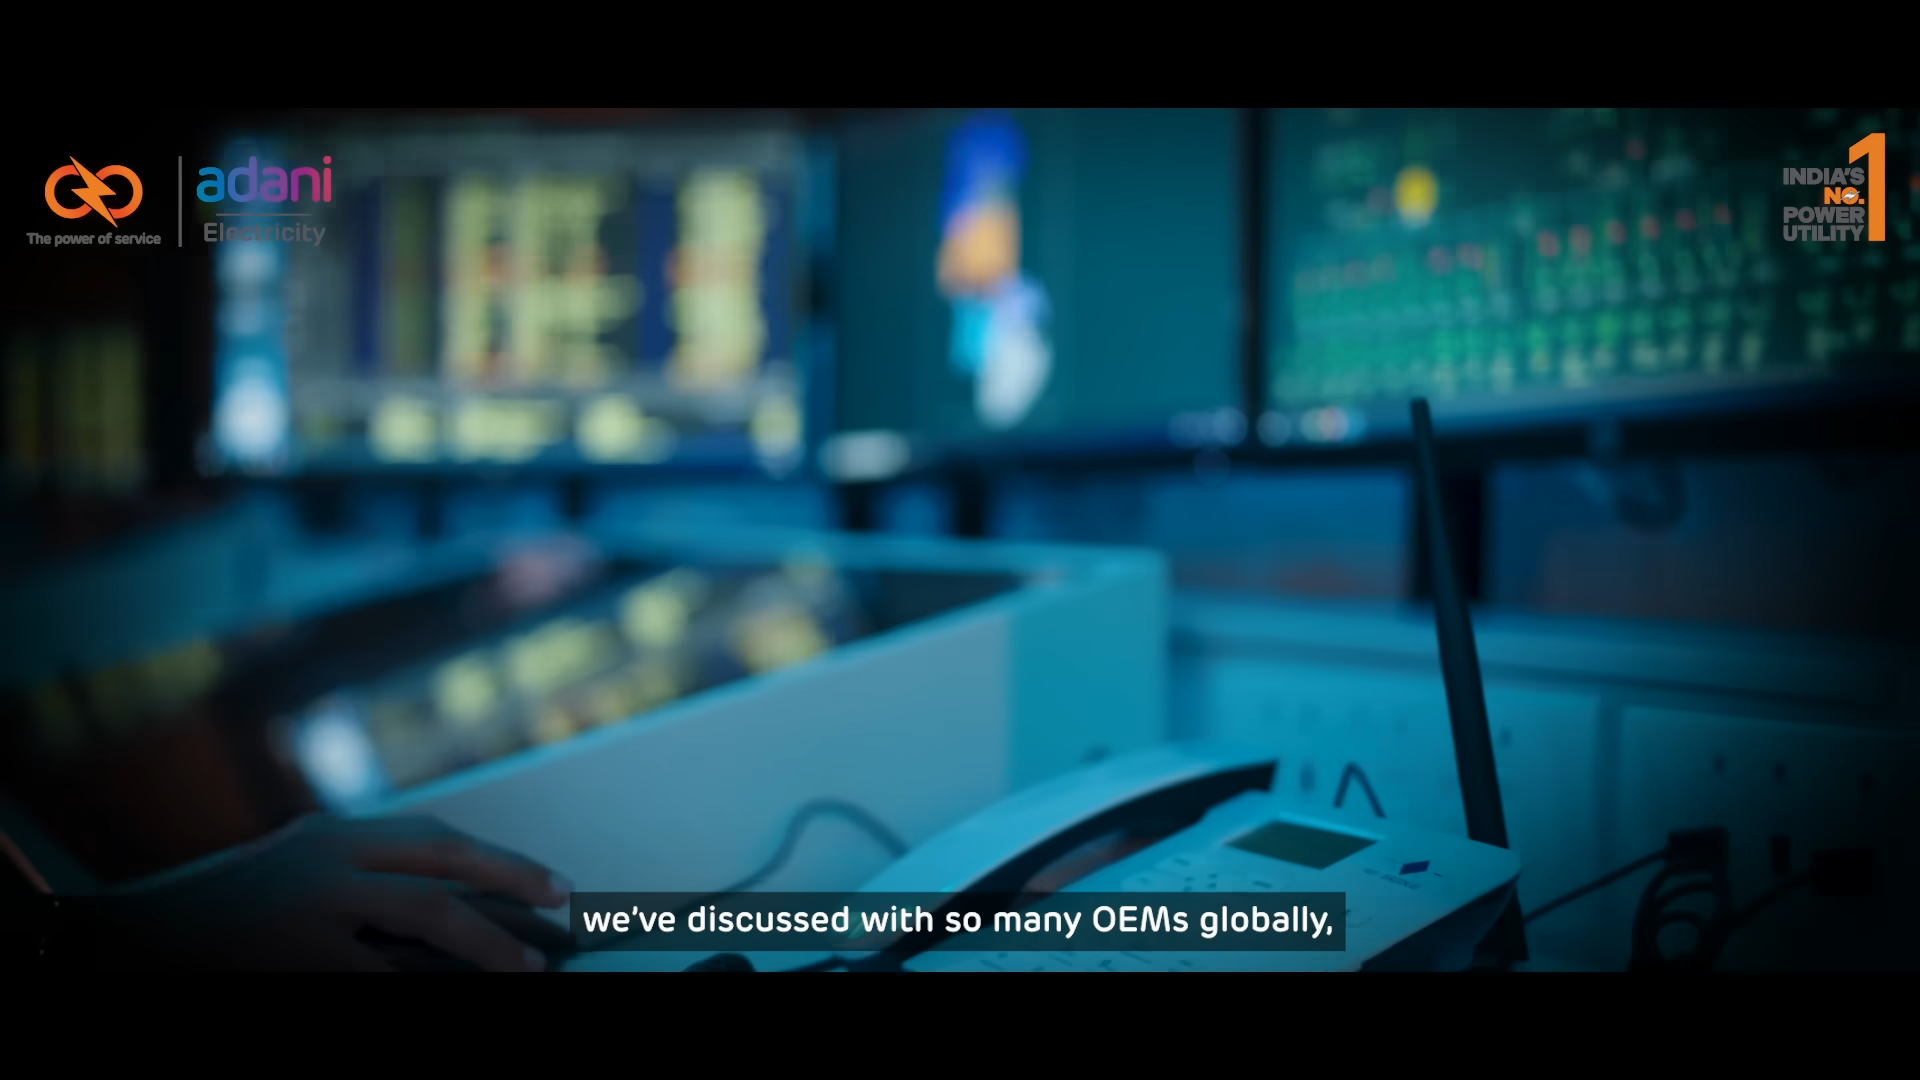 The power of service
adani
Electricity
INDIA'S
NO. 1
POWER
UTILITY
we've discussed with so many OEMs globally,